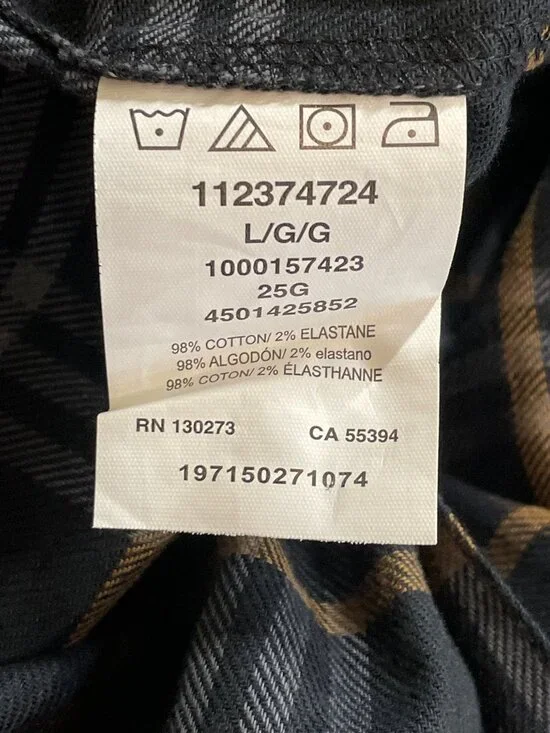 112374724
L/G/G
1000157423
25G
4501425852
98% COTTON/ 2% ELASTANE
98% ALGODÓN/ 2% elastano
98% COTON/ 2% ÉLASTHANNE
RN 130273 CA 55394
197150271074